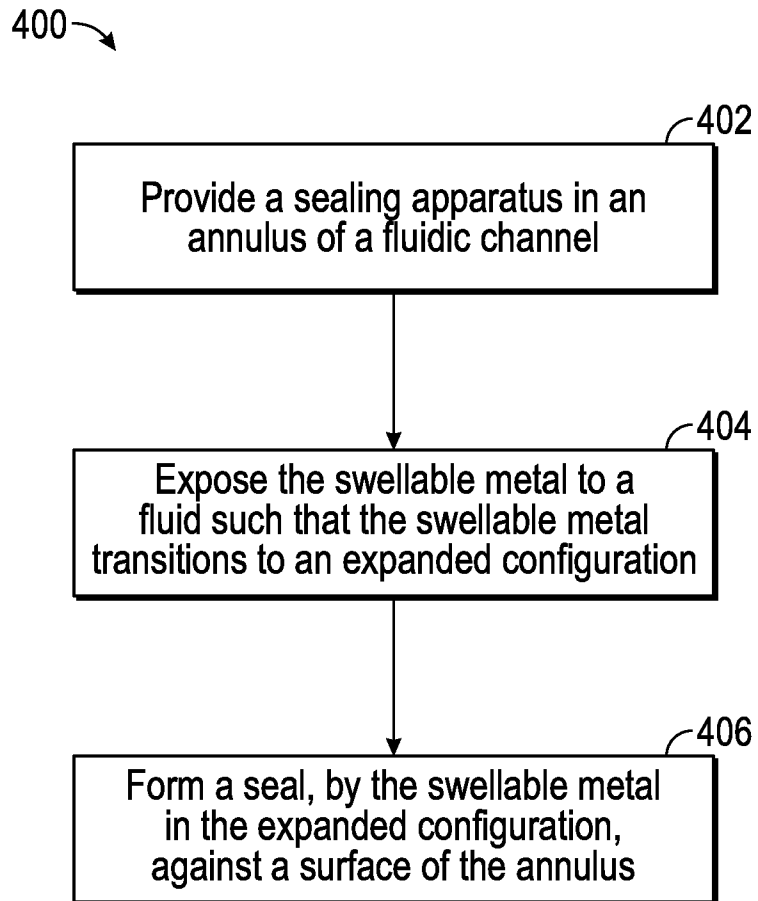 400
402
Provide a sealing apparatus in an
annulus of a fluidic channel
404
Expose the swellable metal to a
fluid such that the swellable metal
transitions to an expanded configuration
406
Form a seal, by the swellable metal
in the expanded configuration,
against a surface of the annulus